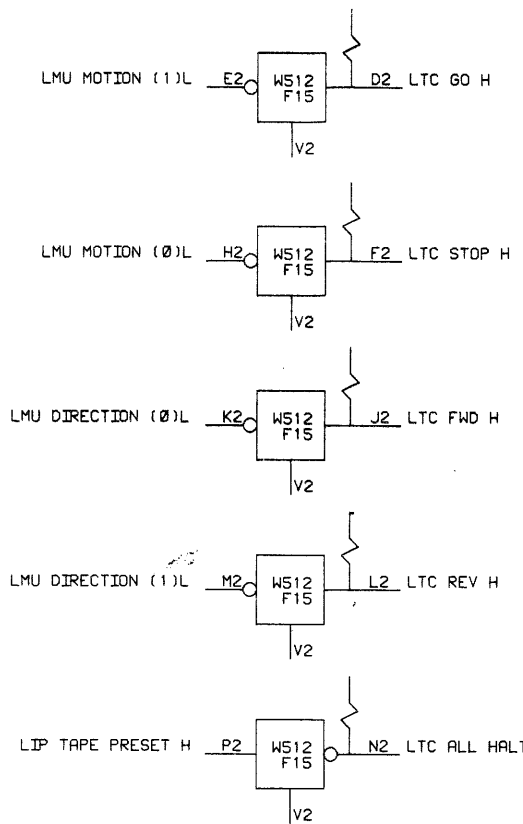 LMU MOTION (1)L E2 W512 D2 LTC GO H
F15
V2
LMU MOTION (0)L H2 W512 F2 LTC STOP H
F15
V2
LMU DIRECTION (0)L K2 W512 J2 LTC FWD H
F15
V2
LMU DIRECTION (1)L M2 W512 L2 LTC REV H
F15
V2
LIP TAPE PRESET H P2 W512 N2 LTC ALL HALT
F15
V2